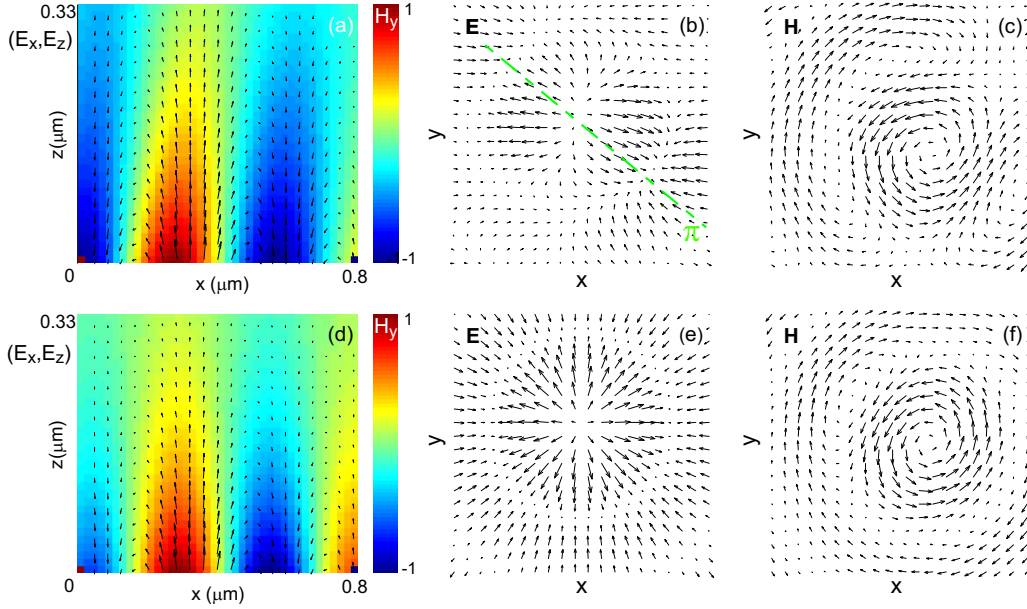 0.33
(Ex,Ez)
z(μm)
0
x (μm)
0.8
(a)
Hy
1
-1
E
(b)
y
π
x
H
(c)
y
x
0.33
(Ex,Ez)
z(μm)
0
x (μm)
0.8
(d)
Hy
1
-1
E
(e)
y
x
H
(f)
y
x